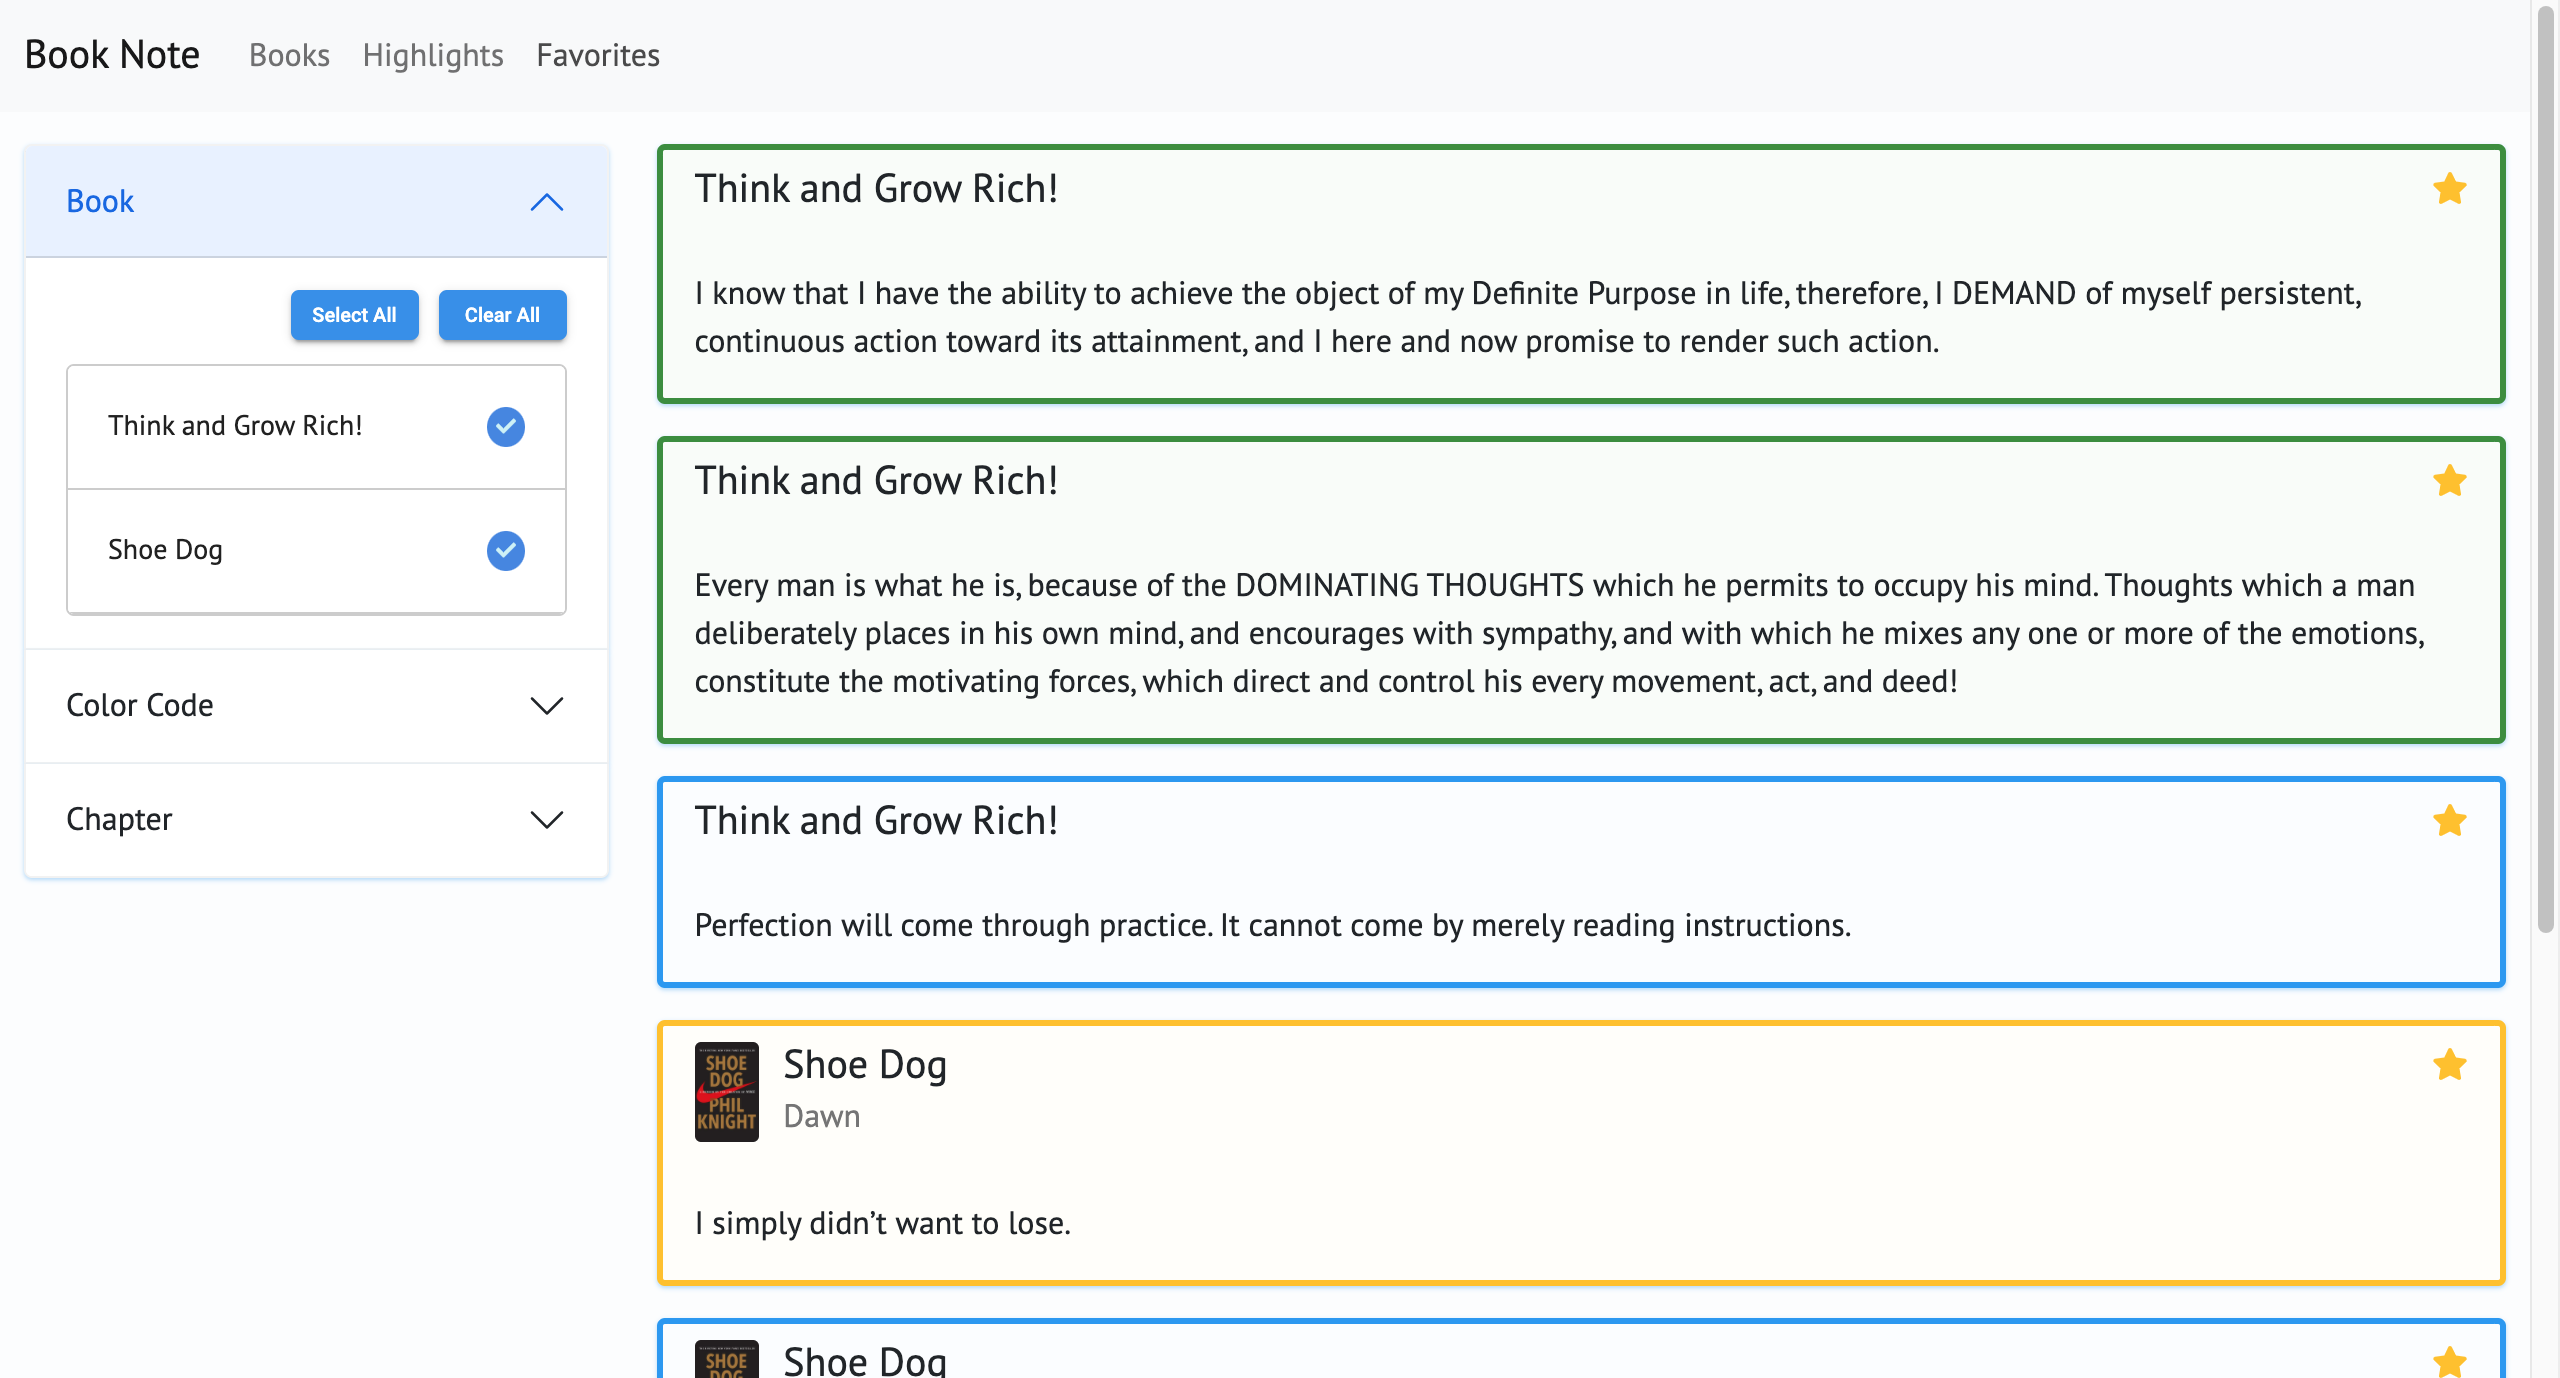 Book Note Books Highlights Favorites
Book
Select All Clear All
Think and Grow Rich!
Shoe Dog
Color Code
Chapter
Think and Grow Rich!
I know that I have the ability to achieve the object of my Definite Purpose in life, therefore, I DEMAND of myself persistent,
continuous action toward its attainment, and I here and now promise to render such action.
Think and Grow Rich!
Every man is what he is, because of the DOMINATING THOUGHTS which he permits to occupy his mind. Thoughts which a man
deliberately places in his own mind, and encourages with sympathy, and with which he mixes any one or more of the emotions,
constitute the motivating forces, which direct and control his every movement, act, and deed!
Think and Grow Rich!
Perfection will come through practice. It cannot come by merely reading instructions.
SHOE
DOG
PHIL
KNIGHT
Shoe Dog
Dawn
I simply didn’t want to lose.
SHOE
DOG
Shoe Dog